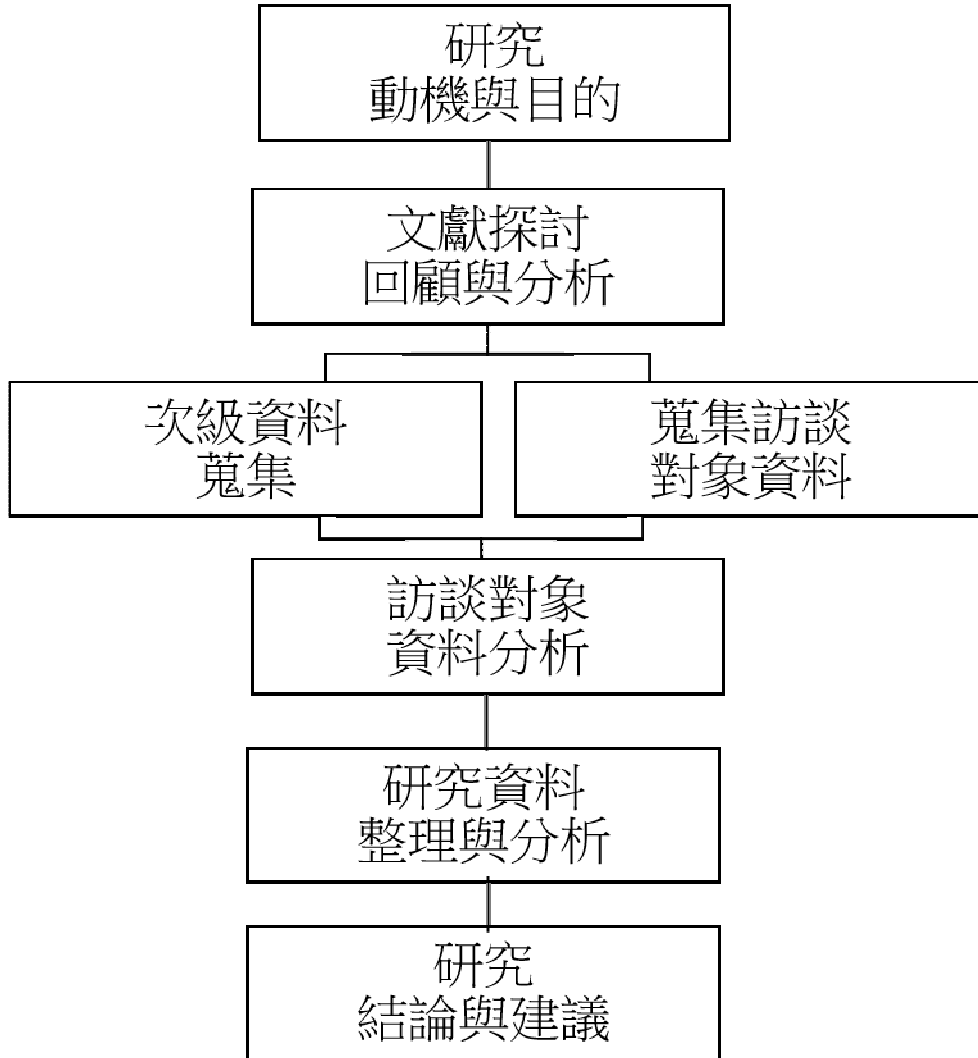 研究
動機與目的
文獻探討
回顧與分析
次級資料
蒐集
蒐集訪談
對象資料
訪談對象
資料分析
研究資料
整理與分析
研究
結論與建議